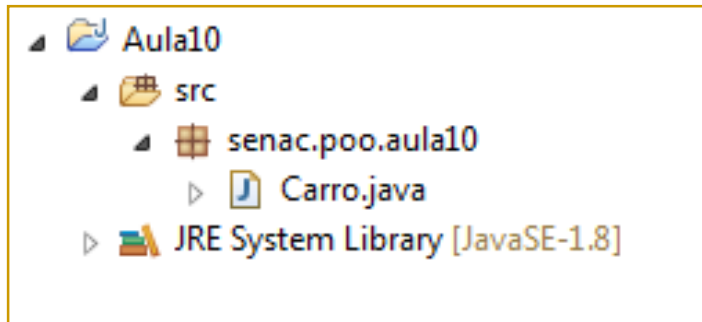 Aula10
src
senac.poo.aula10
Carro.java
JRE System Library [JavaSE-1.8]